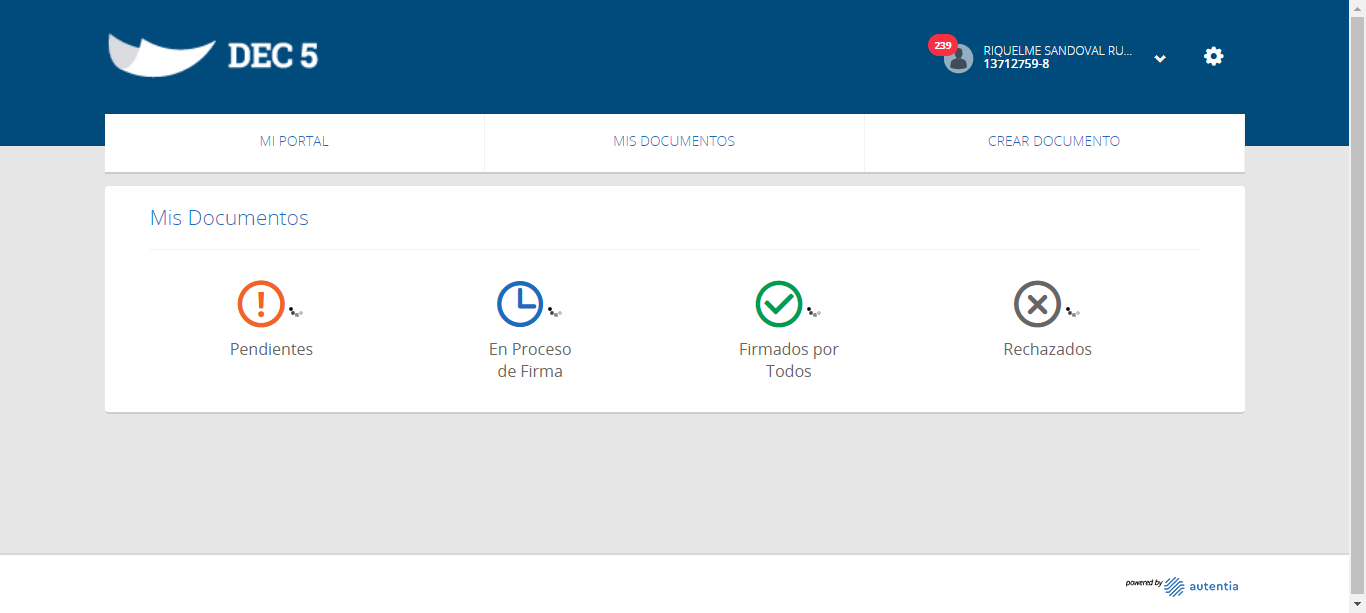 DEC 5
239
RIQUELME SANDOVAL RU...
13712759-8
MI PORTAL
MIS DOCUMENTOS
CREAR DOCUMENTO
Mis Documentos
Pendientes
En Proceso
de Firma
Firmados por
Todos
Rechazados
powered by autentia